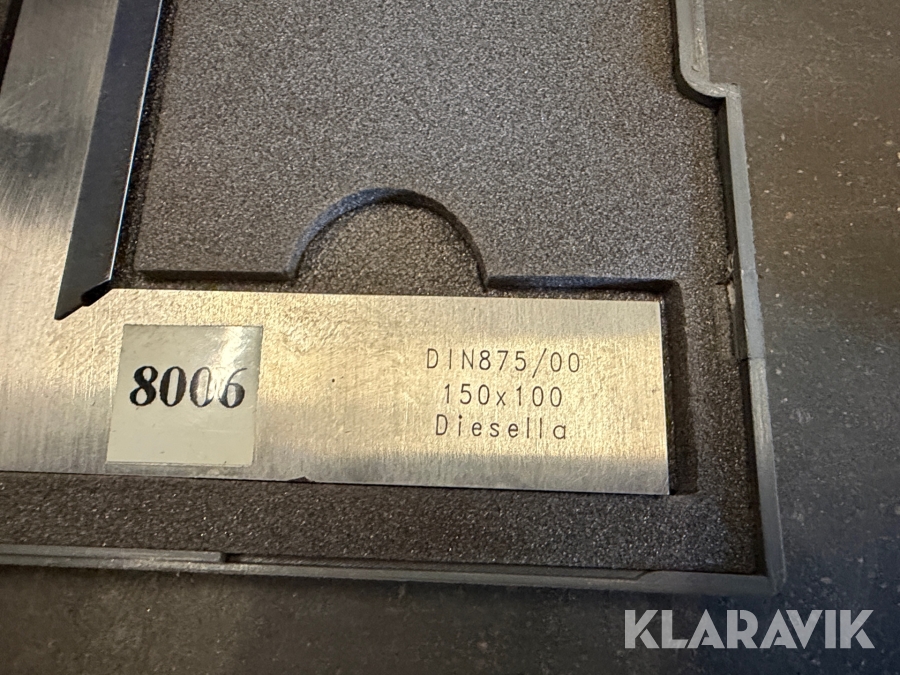 8006
DIN875/00
150x100
Diesella
KLARAVIK